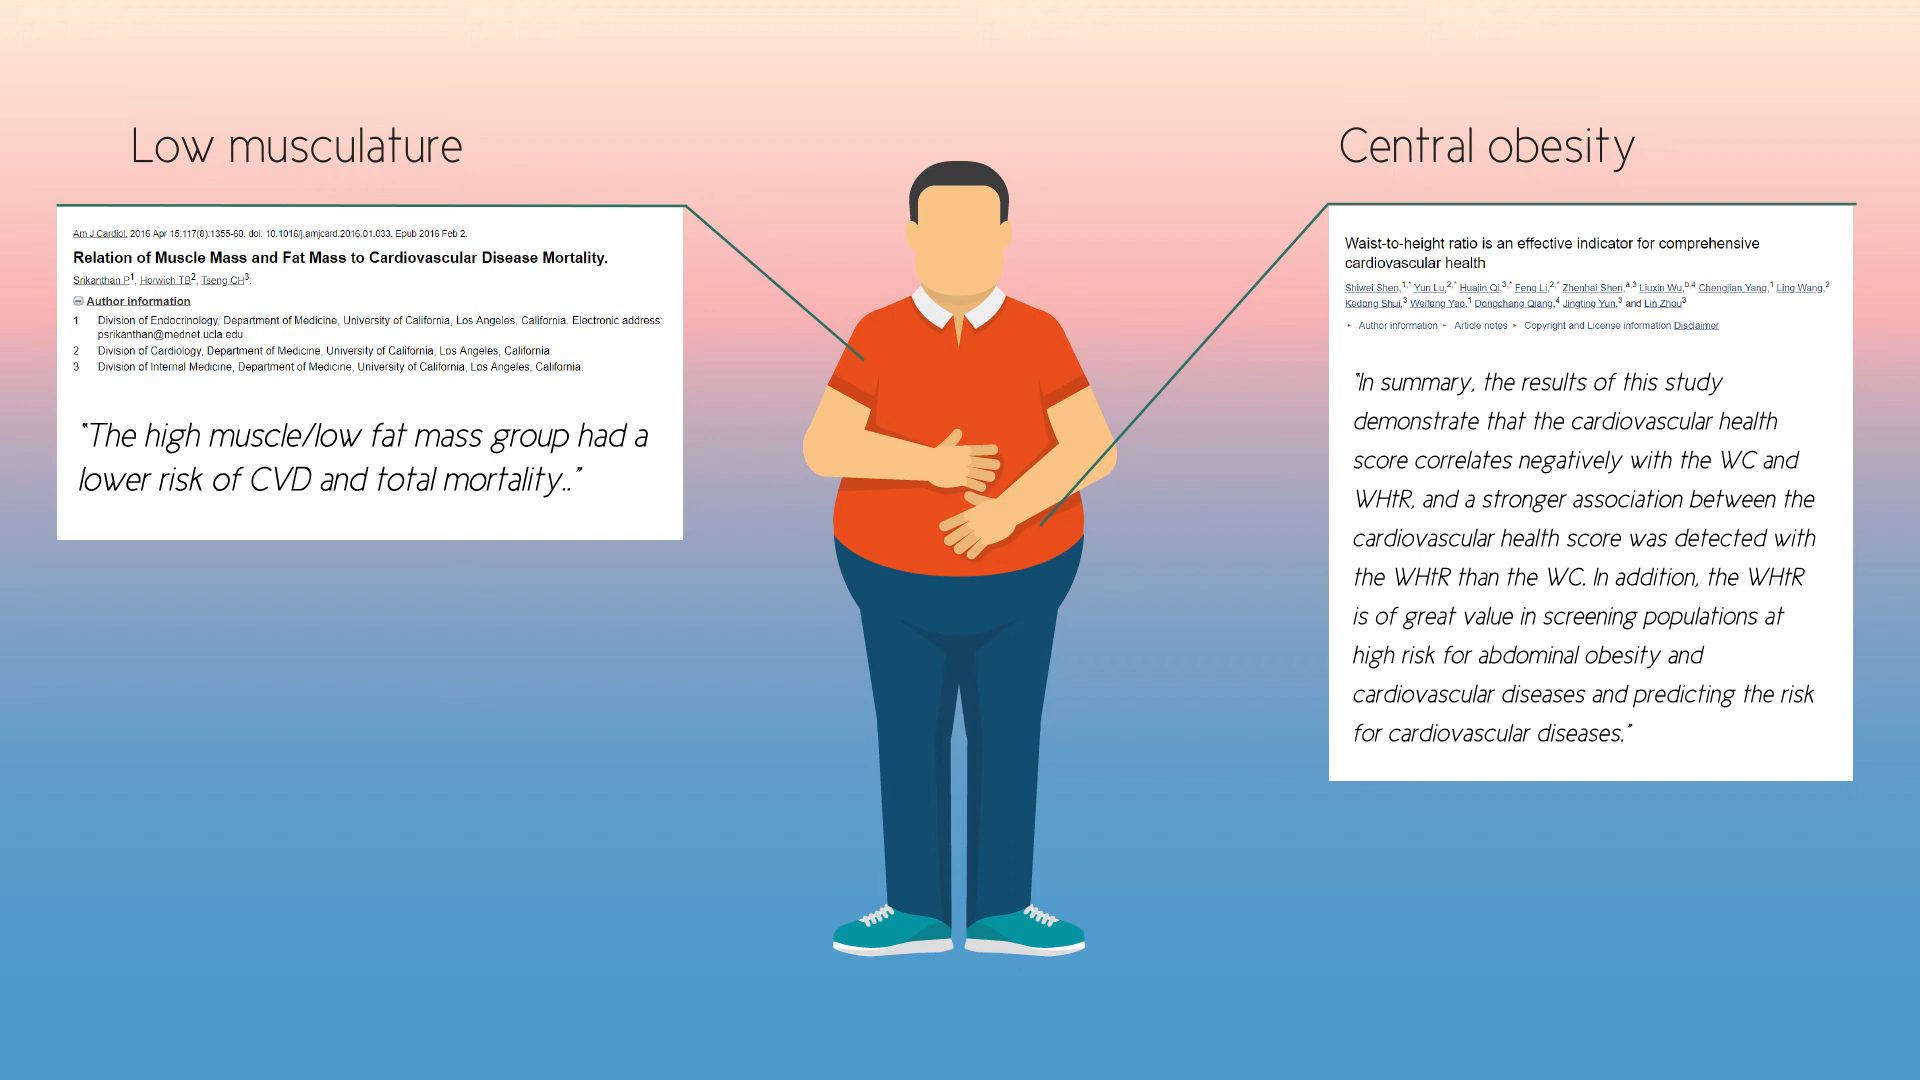 Low musculature
Am J Cardiol. 2016 Apr 15;117(8):1355-60. doi: 10.1016/j.amjcard.2016.01.033. Epub 2016 Feb 2.
Relation of Muscle Mass and Fat Mass to Cardiovascular Disease Mortality.
Srikanthan P1, Horwich TB2, Tseng CH3.
Author information
1 Division of Endocrinology, Department of Medicine, University of California, Los Angeles, California. Electronic address:
psrikanthan@mednet.ucla.edu.
2 Division of Cardiology, Department of Medicine, University of California, Los Angeles, California.
3 Division of Internal Medicine, Department of Medicine, University of California, Los Angeles, California.
"The high muscle/low fat mass group had a
lower risk of CVD and total mortality.."
Central obesity
Waist-to-height ratio is an effective indicator for comprehensive
cardiovascular health
Shiwei Shen,1,* Yun Lu,2,* Huajin Qi,3,* Feng Li,2,* Zhenhai Shen,a,3 Liuxin Wu,b,4 Chengjian Yang,1 Ling Wang,2
Kedong Shui,3 Weifeng Yao,1 Dongchang Qiang,4 Jingting Yun,3 and Lin Zhou3
Author information Article notes Copyright and License information Disclaimer
"In summary, the results of this study
demonstrate that the cardiovascular health
score correlates negatively with the WC and
WHtR, and a stronger association between the
cardiovascular health score was detected with
the WHtR than the WC. In addition, the WHtR
is of great value in screening populations at
high risk for abdominal obesity and
cardiovascular diseases and predicting the risk
for cardiovascular diseases."